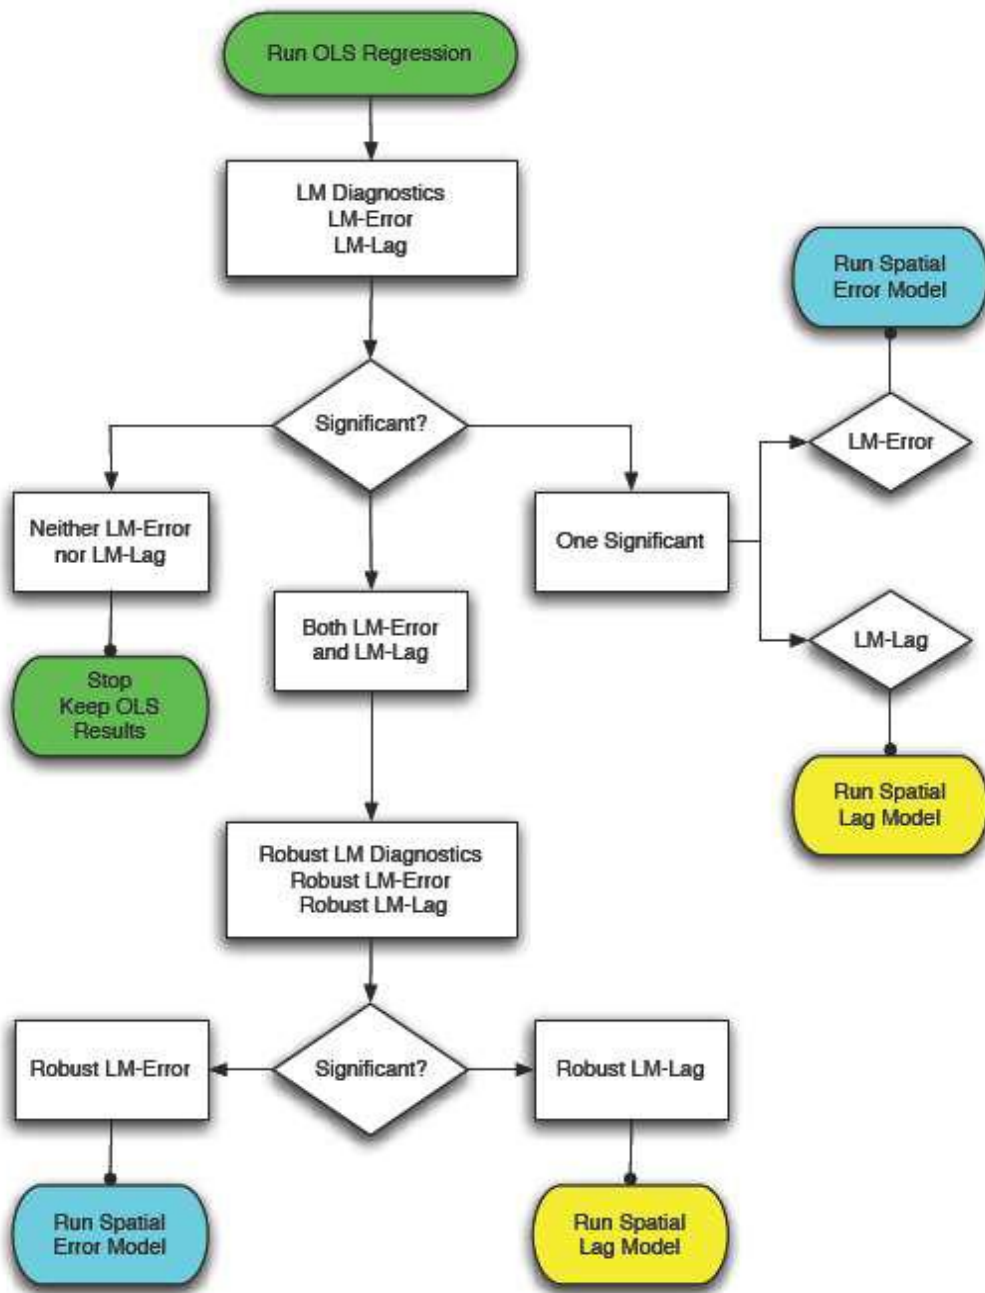 Run OLS Regression
LM Diagnostics
LM-Error
LM-Lag
Run Spatial
Error Model
Significant?
LM-Error
Neither LM-Error
nor LM-Lag
One Significant
Both LM-Error
and LM-Lag
LM-Lag
Stop
Keep OLS
Results
Run Spatial
Lag Model
Robust LM Diagnostics
Robust LM-Error
Robust LM-Lag
Robust LM-Error
Significant?
Robust LM-Lag
Run Spatial
Error Model
Run Spatial
Lag Model